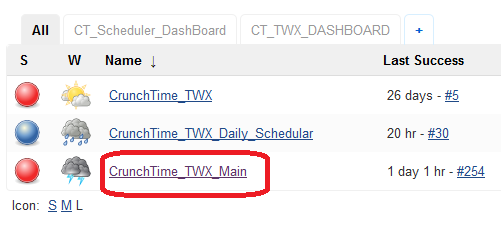 All CT_Scheduler_DashBoard CT_TWX_DASHBOARD +
S W Name ↓ Last Success
CrunchTime_TWX 26 days - #5
CrunchTime_TWX_Daily_Schedular 20 hr - #30
CrunchTime_TWX_Main 1 day 1 hr - #254
Icon: S M L